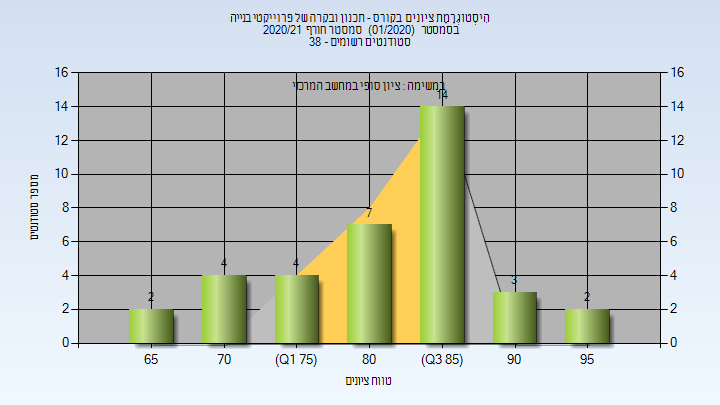 היסטוגרמת ציונים בקורס - תכנון ובקרה של פרוייקטי בנייה
בסמסטר (01/2020) סמסטר חורף 2020/21
סטודנטים רשומים - 38
במשימה : ציון סופי במחשב המרכזי
מספר סטודנטים
16 16
14 14 14
12 12
10 10
8 8
7
6 6
4 4 4 4
3
2 2 2 2
0 0
65 70 (Q1 75) 80 (Q3 85) 90 95
טווח ציונים